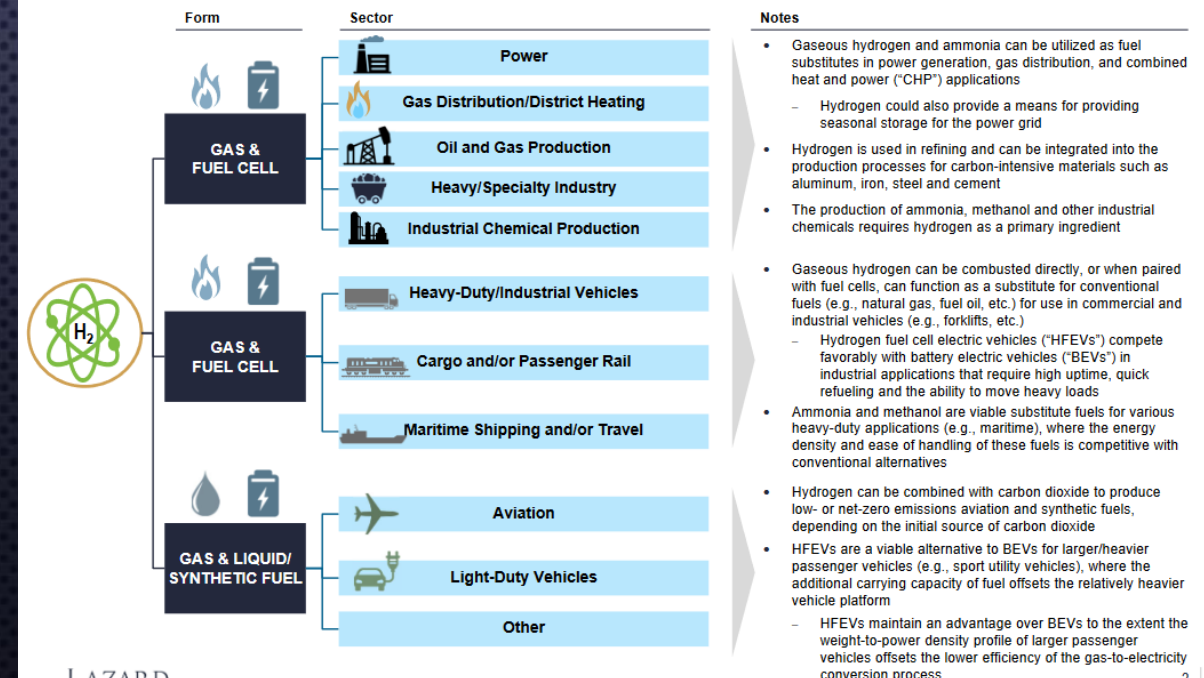 Form
Sector
Notes
H2
GAS &
FUEL CELL
Power
Gas Distribution/District Heating
Oil and Gas Production
Heavy/Specialty Industry
Industrial Chemical Production
• Gaseous hydrogen and ammonia can be utilized as fuel
substitutes in power generation, gas distribution, and combined
heat and power (“CHP”) applications
– Hydrogen could also provide a means for providing
seasonal storage for the power grid
• Hydrogen is used in refining and can be integrated into the
production processes for carbon-intensive materials such as
aluminum, iron, steel and cement
• The production of ammonia, methanol and other industrial
chemicals requires hydrogen as a primary ingredient
GAS &
FUEL CELL
Heavy-Duty/Industrial Vehicles
Cargo and/or Passenger Rail
Maritime Shipping and/or Travel
• Gaseous hydrogen can be combusted directly, or when paired
with fuel cells, can function as a substitute for conventional
fuels (e.g., natural gas, fuel oil, etc.) for use in commercial and
industrial vehicles (e.g., forklifts, etc.)
– Hydrogen fuel cell electric vehicles (“HFEVs”) compete
favorably with battery electric vehicles (“BEVs”) in
industrial applications that require high uptime, quick
refueling and the ability to move heavy loads
• Ammonia and methanol are viable substitute fuels for various
heavy-duty applications (e.g., maritime), where the energy
density and ease of handling of these fuels is competitive with
conventional alternatives
GAS & LIQUID/
SYNTHETIC FUEL
Aviation
Light-Duty Vehicles
Other
• Hydrogen can be combined with carbon dioxide to produce
low- or net-zero emissions aviation and synthetic fuels,
depending on the initial source of carbon dioxide
• HFEVs are a viable alternative to BEVs for larger/heavier
passenger vehicles (e.g., sport utility vehicles), where the
additional carrying capacity of fuel offsets the relatively heavier
vehicle platform
– HFEVs maintain an advantage over BEVs to the extent the
weight-to-power density profile of larger passenger
vehicles offsets the lower efficiency of the gas-to-electricity
conversion process
LAZARD
2